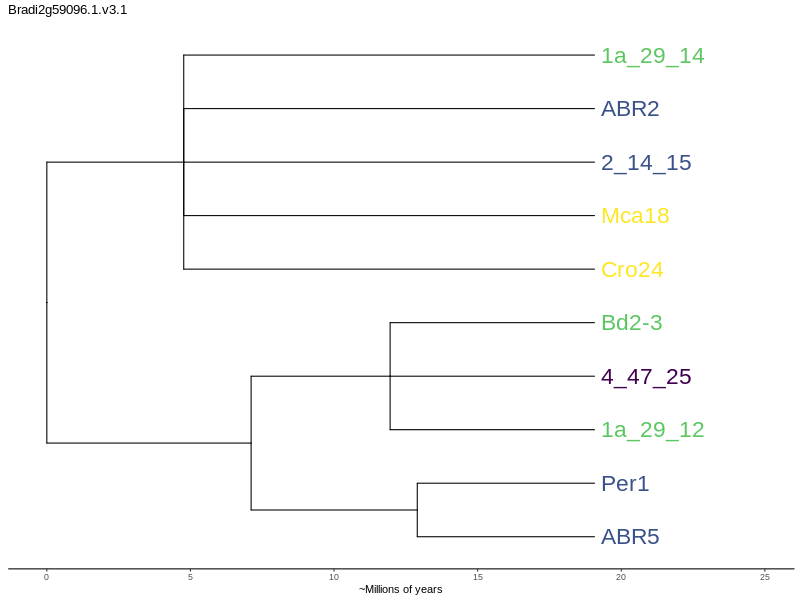 Bradi2g59096.1.v3.1
1a_29_14
ABR2
2_14_15
Mca18
Cro24
Bd2-3
4_47_25
1a_29_12
Per1
ABR5
0 5 10 15 20 25
~Millions of years